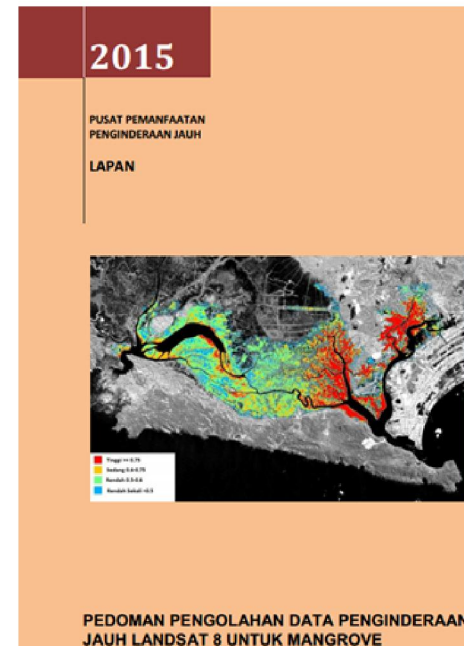 2015
PUSAT PEMANFAATAN
PENGINDERAAN JAUH
LAPAN
Tinggi >= 0.75
Sedang 0.6-0.75
Rendah 0.3-0.6
Rendah Sekali <0.3
PEDOMAN PENGOLAHAN DATA PENGINDERAAN
JAUH LANDSAT 8 UNTUK MANGROVE